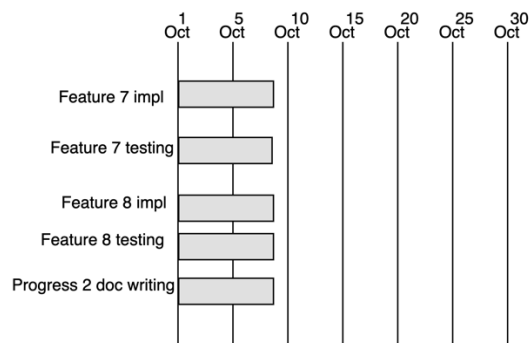 1 5 10 15 20 25 30
Oct Oct Oct Oct Oct Oct Oct
Feature 7 impl
Feature 7 testing
Feature 8 impl
Feature 8 testing
Progress 2 doc writing